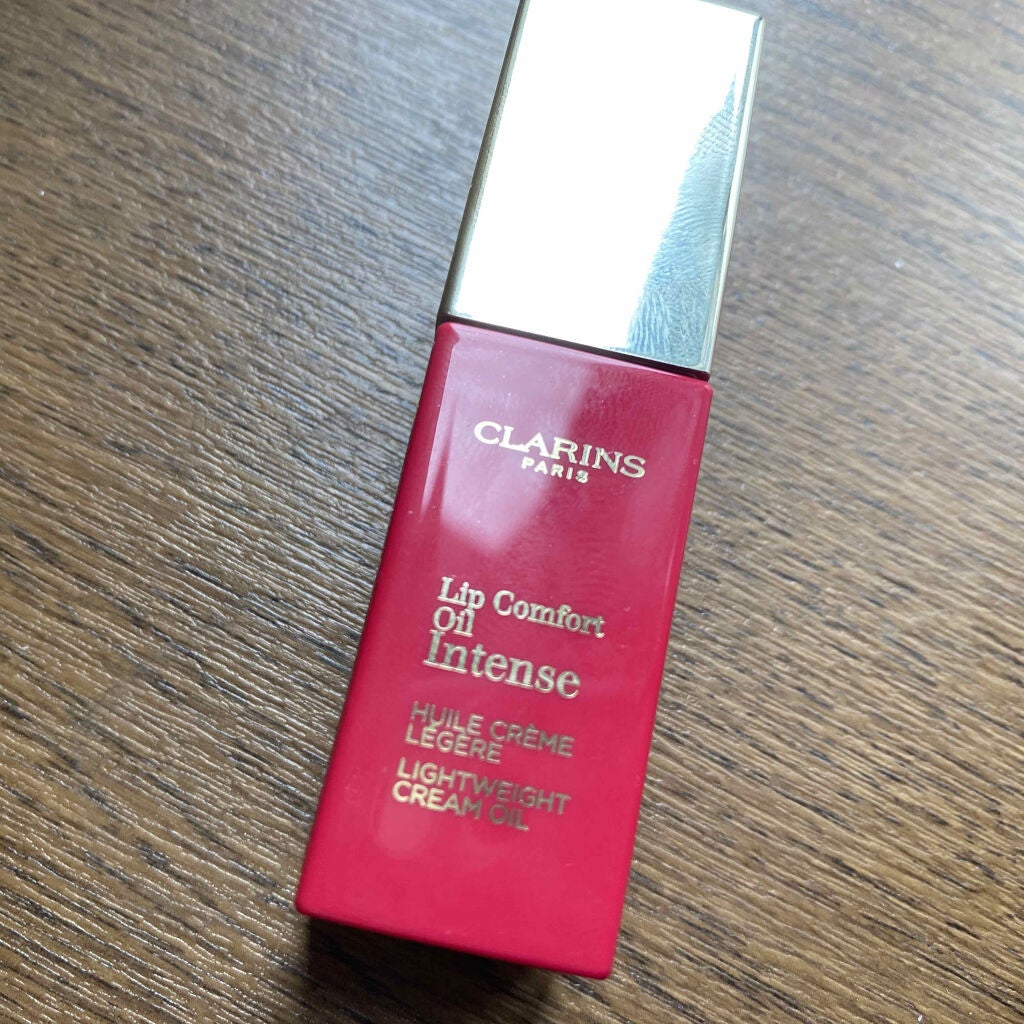 CLARINS
PARIS
Lip Comfort
Oil
Intense
HUILE CRÈME
LÉGÈRE
LIGHTWEIGHT
CREAM OIL